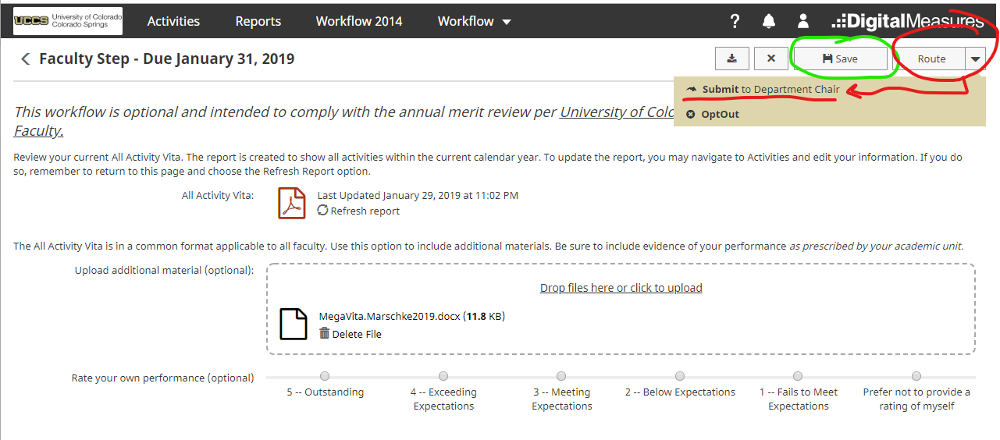 UCCS University of Colorado
Colorado Springs
Activities Reports Workflow 2014 Workflow ? DigitalMeasures
Faculty Step - Due January 31, 2019 Save Route
Submit to Department Chair
OptOut
This workflow is optional and intended to comply with the annual merit review per University of Colo
Faculty.
Review your current All Activity Vita. The report is created to show all activities within the current calendar year. To update the report, you may navigate to Activities and edit your information. If you do
so, remember to return to this page and choose the Refresh Report option.
All Activity Vita: Last Updated January 29, 2019 at 11:02 PM
Refresh report
The All Activity Vita is in a common format applicable to all faculty. Use this option to include additional materials. Be sure to include evidence of your performance as prescribed by your academic unit.
Upload additional material (optional):
Drop files here or click to upload
MegaVita.Marschke2019.docx (11.8 KB)
Delete File
Rate your own performance (optional)
5 -- Outstanding 4 -- Exceeding 3 -- Meeting 2 -- Below Expectations 1 -- Fails to Meet Prefer not to provide a
Expectations Expectations Expectations rating of myself